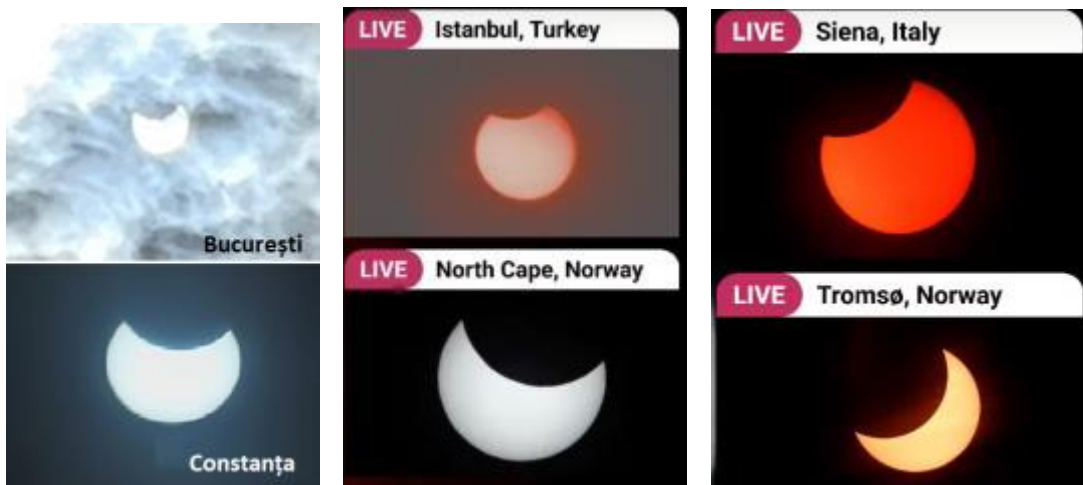 București
Constanța
LIVE Istanbul, Turkey
LIVE North Cape, Norway
LIVE Siena, Italy
LIVE Tromsø, Norway